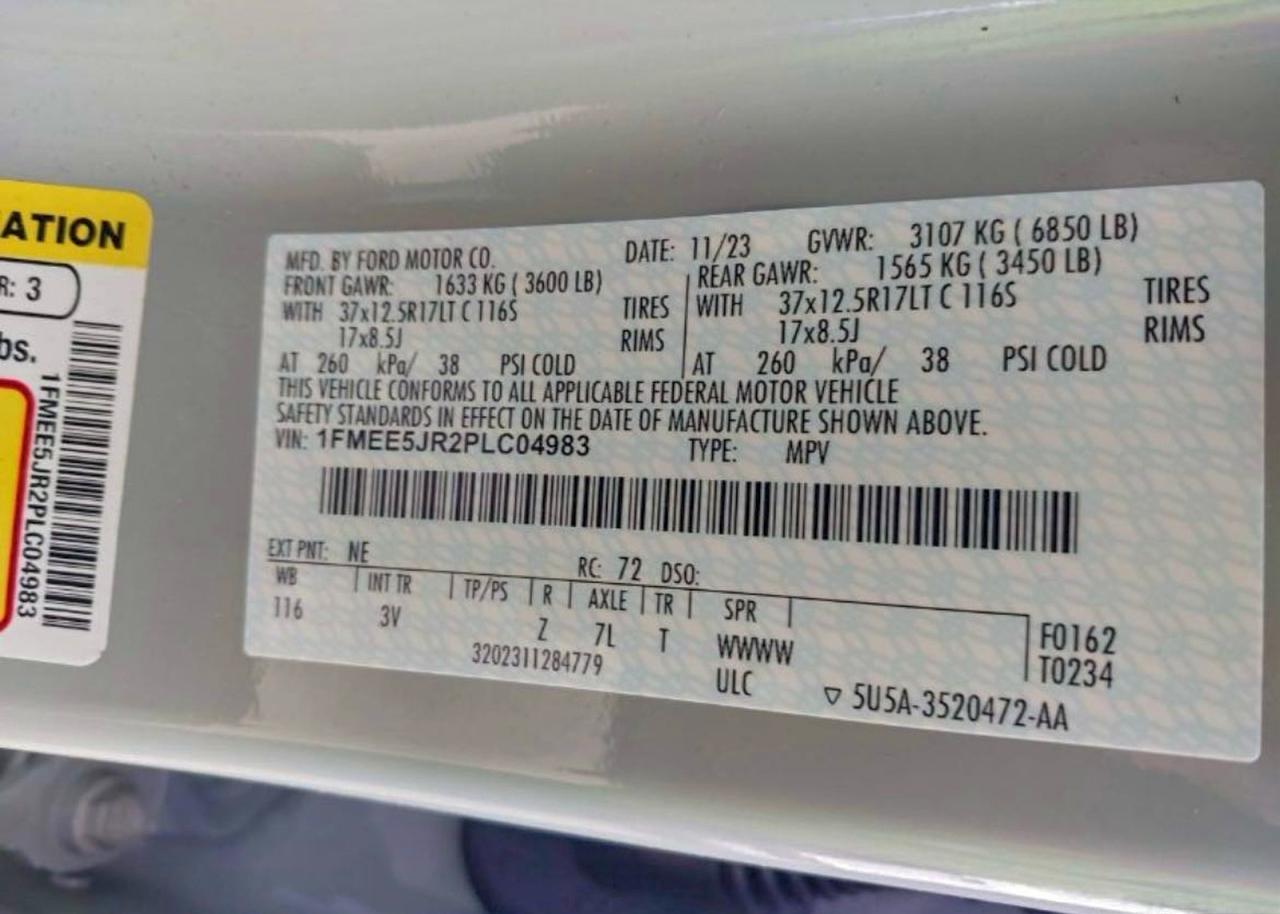 ATION
R: 3
bs.
1FMEE5JR2PLC04983
MFD. BY FORD MOTOR CO. DATE: 11/23 GVWR: 3107 KG ( 6850 LB)
FRONT GAWR: 1633 KG ( 3600 LB) REAR GAWR: 1565 KG ( 3450 LB)
WITH 37x12.5R17LT C 116S TIRES WITH 37x12.5R17LT C 116S TIRES
17x8.5J RIMS 17x8.5J RIMS
AT 260 kPa/ 38 PSI COLD AT 260 kPa/ 38 PSI COLD
THIS VEHICLE CONFORMS TO ALL APPLICABLE FEDERAL MOTOR VEHICLE
SAFETY STANDARDS IN EFFECT ON THE DATE OF MANUFACTURE SHOWN ABOVE.
VIN: 1FMEE5JR2PLC04983 TYPE: MPV
EXT PNT: NE RC: 72 DSO:
WB INT TR TP/PS R AXLE TR SPR
116 3V Z 7L T WWWW F0162
3202311284779 ULC T0234
▽ 5U5A-3520472-AA